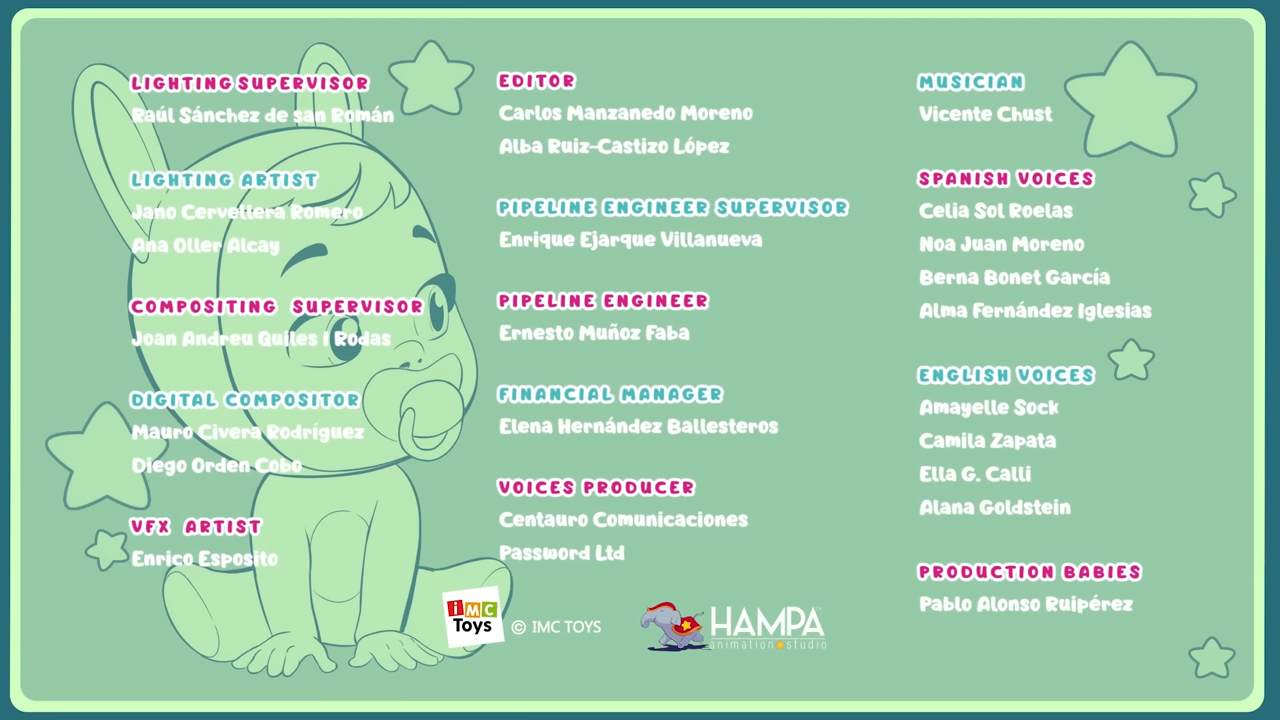 LIGHTING SUPERVISOR
Raúl Sánchez de san Román
LIGHTING ARTIST
Jano Cervellera Romero
Ana Oller Alcay
COMPOSITING SUPERVISOR
Joan Andreu Quiles I Rodas
DIGITAL COMPOSITOR
Mauro Civera Rodríguez
Diego Orden Cobo
VFX ARTIST
Enrico Esposito
EDITOR
Carlos Manzanedo Moreno
Alba Ruiz-Castizo López
PIPELINE ENGINEER SUPERVISOR
Enrique Ejarque Villanueva
PIPELINE ENGINEER
Ernesto Muñoz Faba
FINANCIAL MANAGER
Elena Hernández Ballesteros
VOICES PRODUCER
Centauro Comunicaciones
Password Ltd
MUSICIAN
Vicente Chust
SPANISH VOICES
Celia Sol Roelas
Noa Juan Moreno
Berna Bonet García
Alma Fernández Iglesias
ENGLISH VOICES
Amayelle Sock
Camila Zapata
Ella G. Calli
Alana Goldstein
PRODUCTION BABIES
Pablo Alonso Ruipérez
iMC
Toys
© IMC TOYS
HAMPA
animation studio